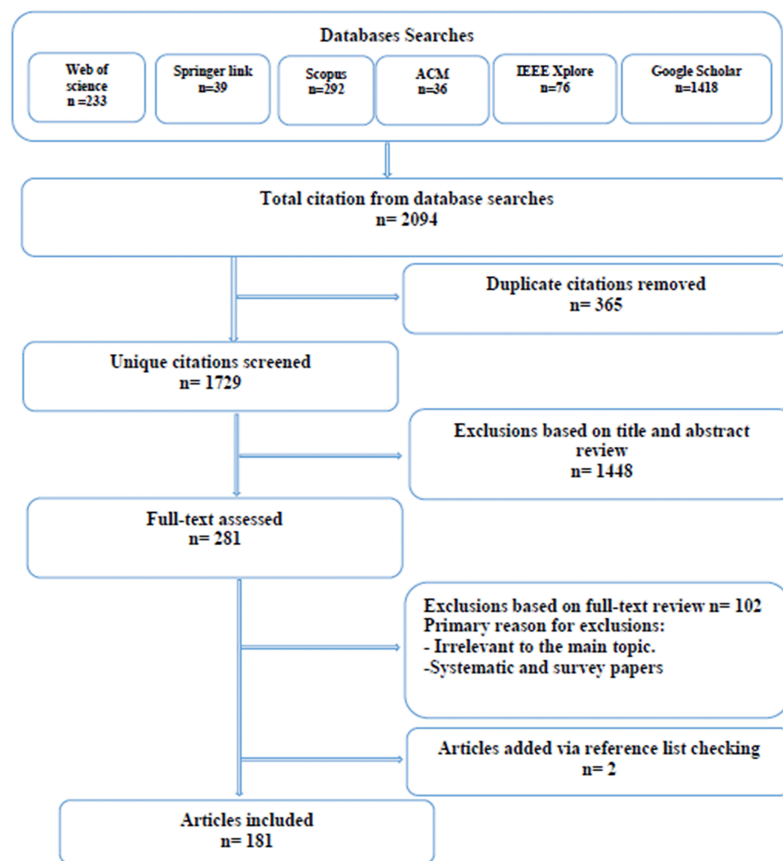 Databases Searches
Web of
science
n =233
Springer link
n=39
Scopus
n=292
ACM
n=36
IEEE Xplore
n=76
Google Scholar
n=1418
Total citation from database searches
n= 2094
Duplicate citations removed
n= 365
Unique citations screened
n= 1729
Exclusions based on title and abstract
review
n= 1448
Full-text assessed
n= 281
Exclusions based on full-text review n= 102
Primary reason for exclusions:
- Irrelevant to the main topic.
-Systematic and survey papers
Articles added via reference list checking
n= 2
Articles included
n= 181